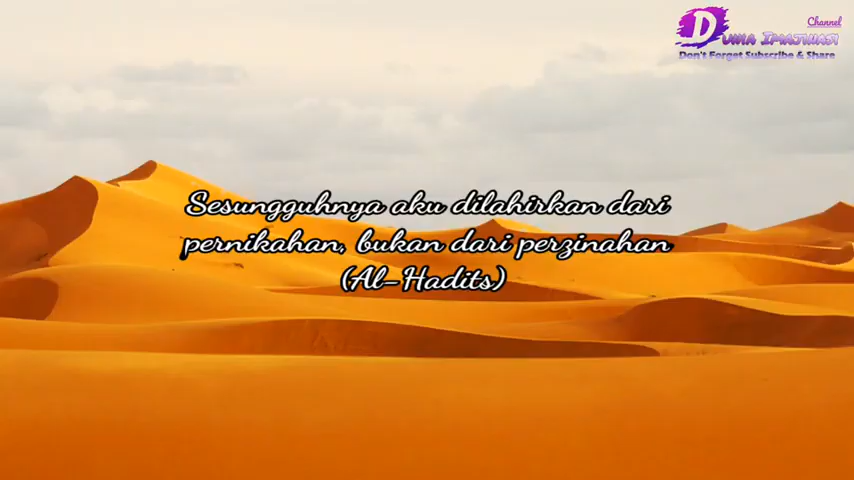 Channel
Dunia Imajinasi
Don't Forget Subscribe & Share
Sesungguhnya aku dilahirkan dari
pernikahan, bukan dari perzinahan
(Al-Hadits)